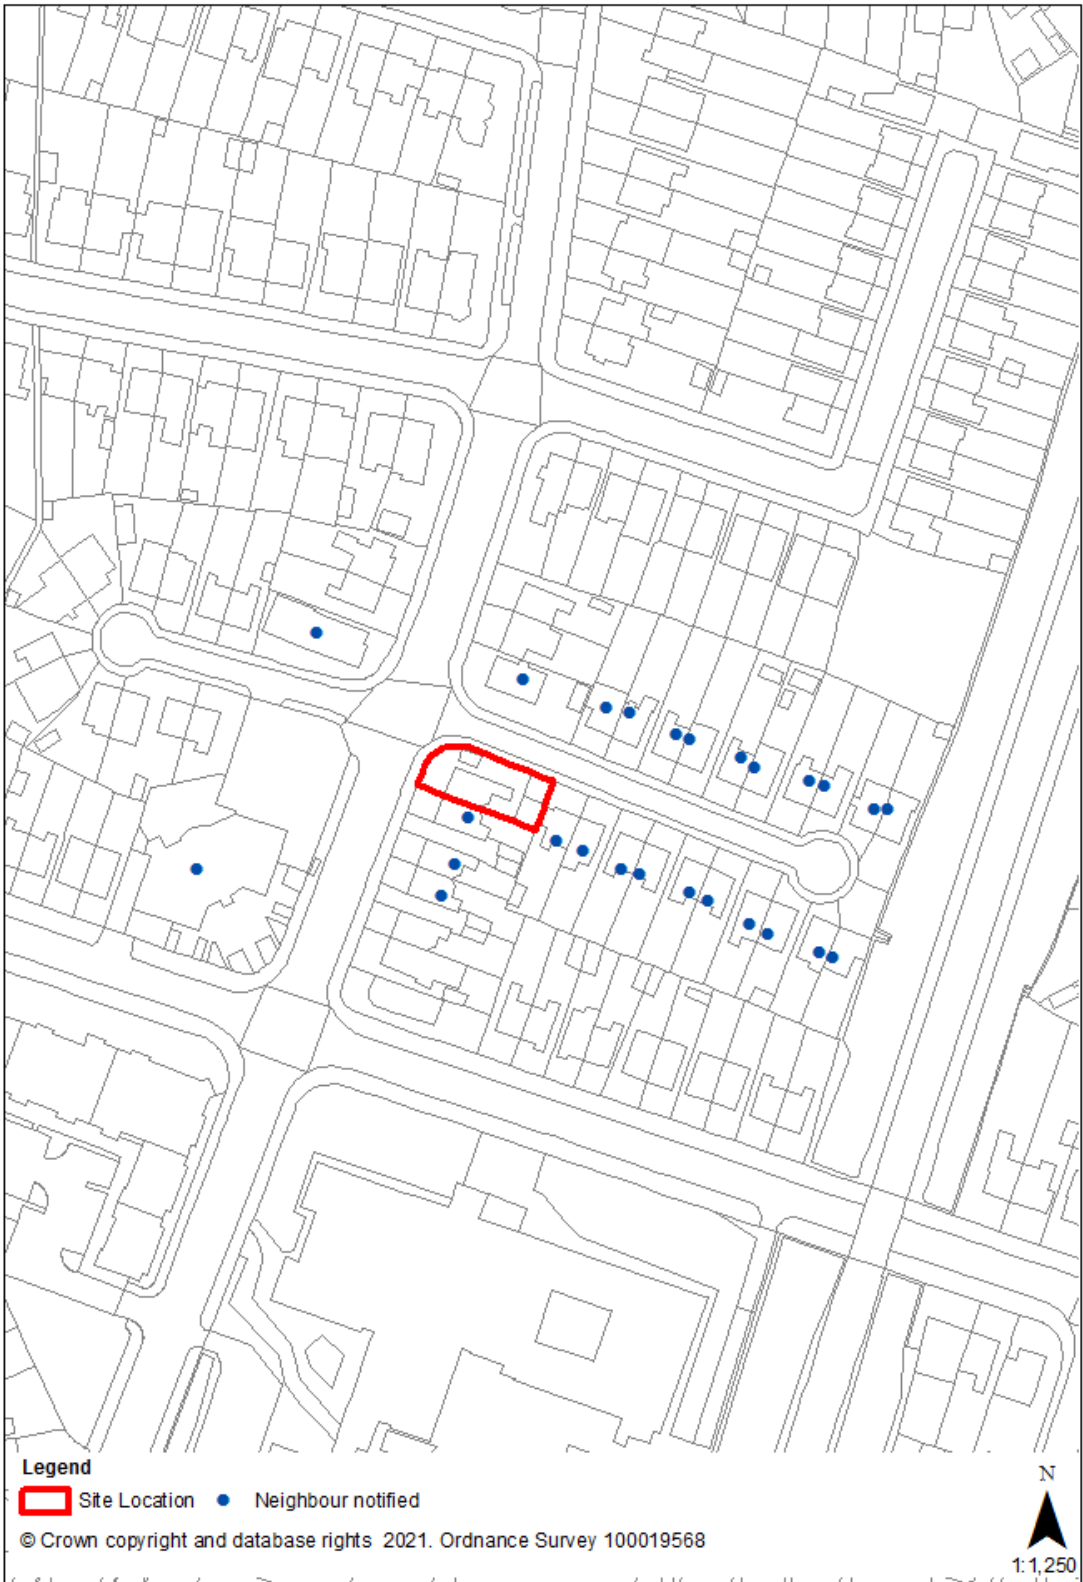 Legend
Site Location Neighbour notified
© Crown copyright and database rights 2021. Ordnance Survey 100019568
N
1:1,250